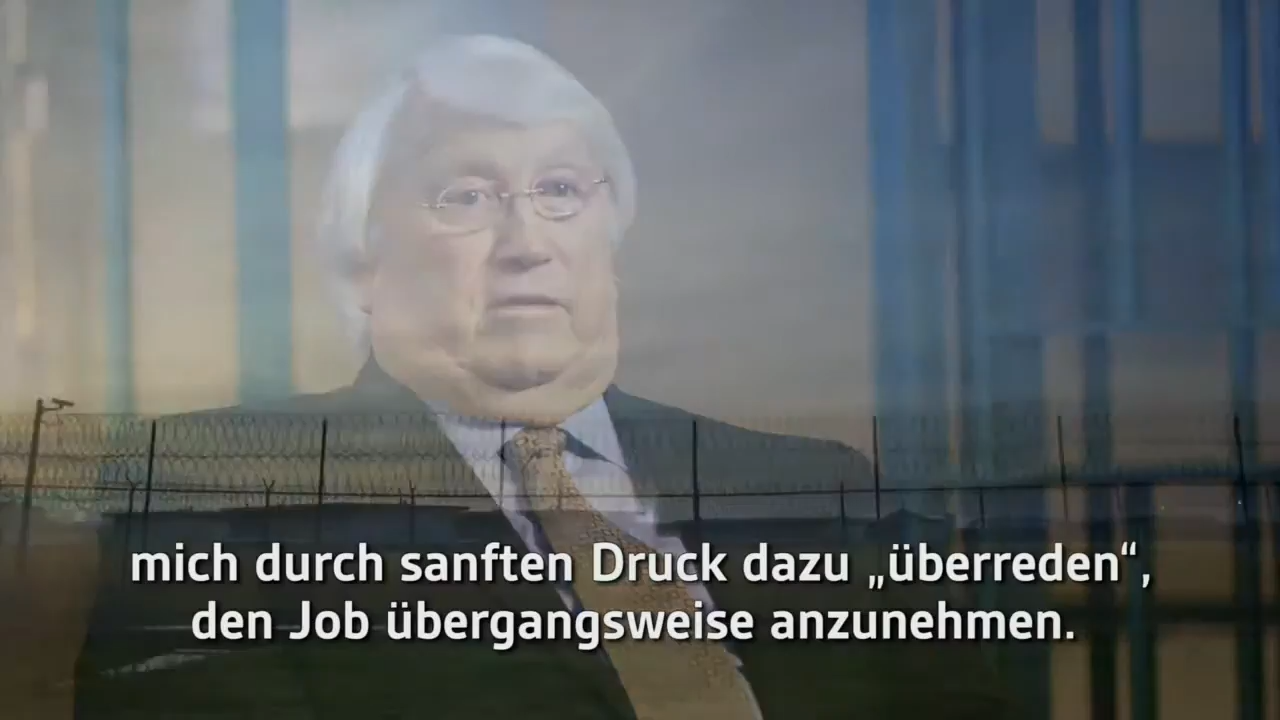 mich durch sanften Druck dazu „überreden“,
den Job übergangsweise anzunehmen.